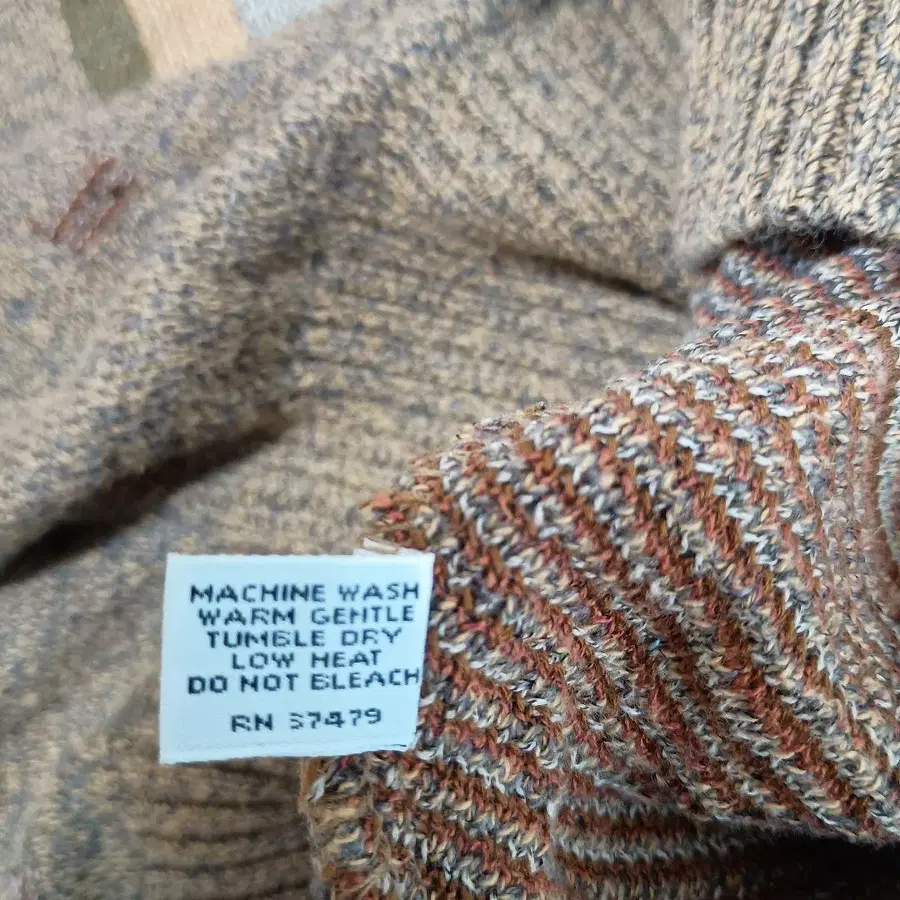 MACHINE WASH
WARM GENTLE
TUMBLE DRY
LOW HEAT
DO NOT BLEACH
RN 37479